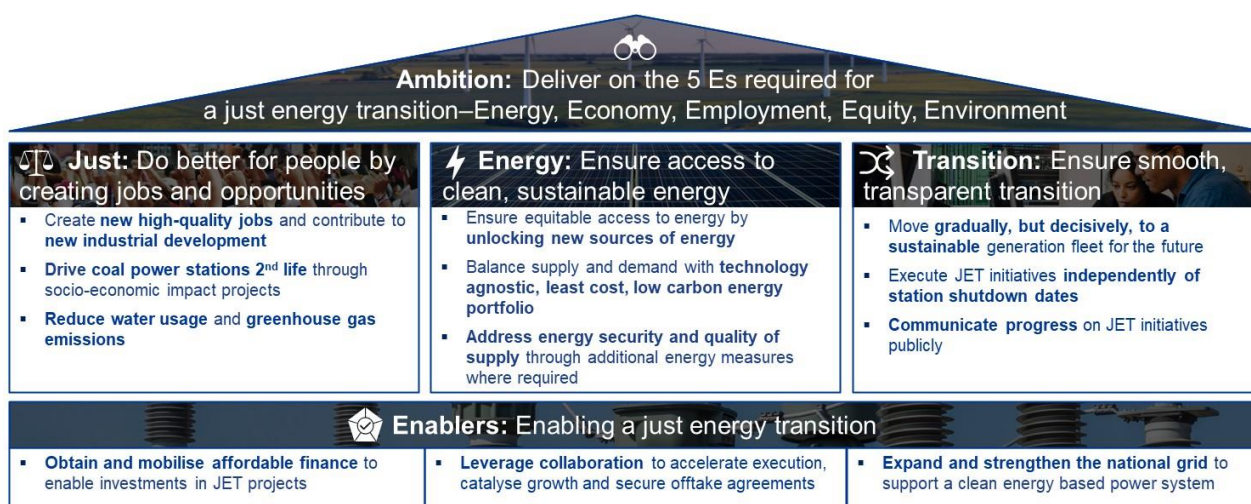 Ambition: Deliver on the 5 Es required for
a just energy transition–Energy, Economy, Employment, Equity, Environment
Just: Do better for people by
creating jobs and opportunities
▪ Create new high-quality jobs and contribute to
new industrial development
▪ Drive coal power stations 2nd life through
socio-economic impact projects
▪ Reduce water usage and greenhouse gas
emissions
Energy: Ensure access to
clean, sustainable energy
▪ Ensure equitable access to energy by
unlocking new sources of energy
▪ Balance supply and demand with technology
agnostic, least cost, low carbon energy
portfolio
▪ Address energy security and quality of
supply through additional energy measures
where required
Transition: Ensure smooth,
transparent transition
▪ Move gradually, but decisively, to a
sustainable generation fleet for the future
▪ Execute JET initiatives independently of
station shutdown dates
▪ Communicate progress on JET initiatives
publicly
Enablers: Enabling a just energy transition
▪ Obtain and mobilise affordable finance to
enable investments in JET projects
▪ Leverage collaboration to accelerate execution,
catalyse growth and secure offtake agreements
▪ Expand and strengthen the national grid to
support a clean energy based power system